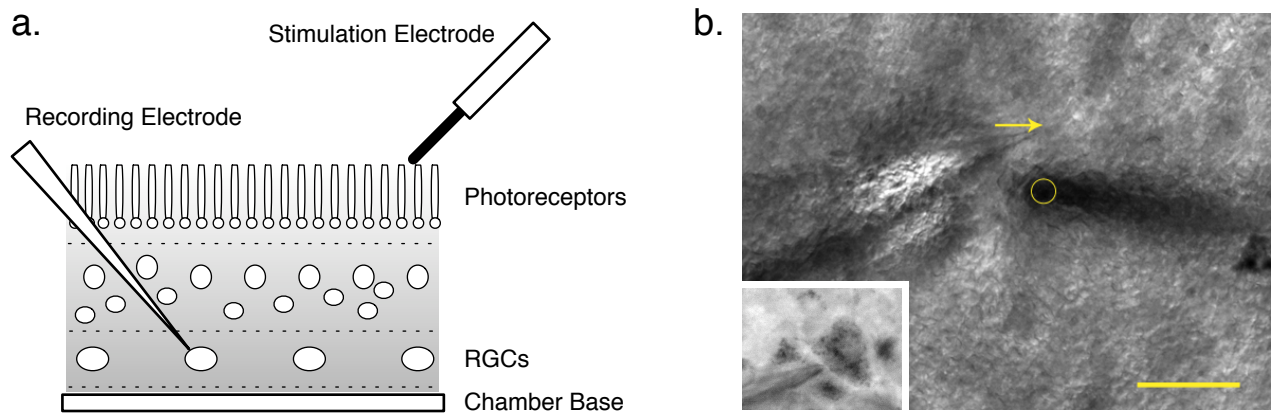 a.
Stimulation Electrode
Recording Electrode
Photoreceptors
RGCs
Chamber Base
b.